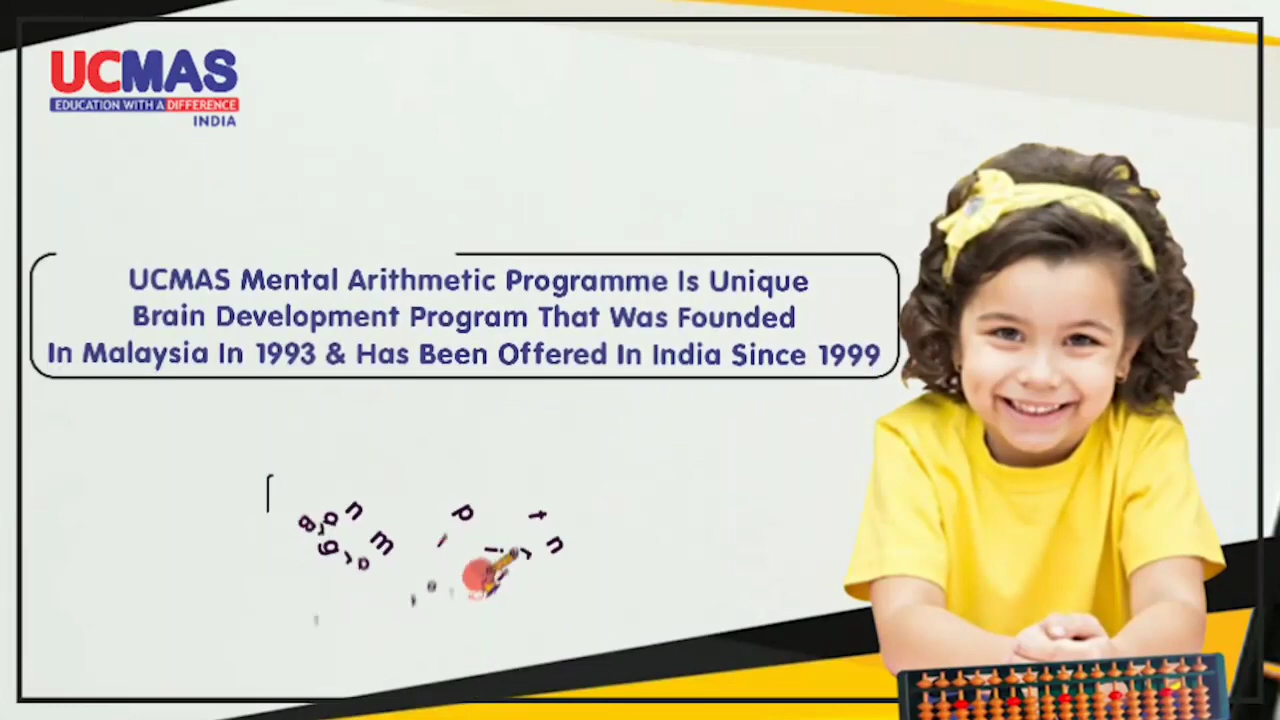 UCMAS
EDUCATION WITH A DIFFERENCE
INDIA
UCMAS Mental Arithmetic Programme Is Unique
Brain Development Program That Was Founded
In Malaysia In 1993 & Has Been Offered In India Since 1999